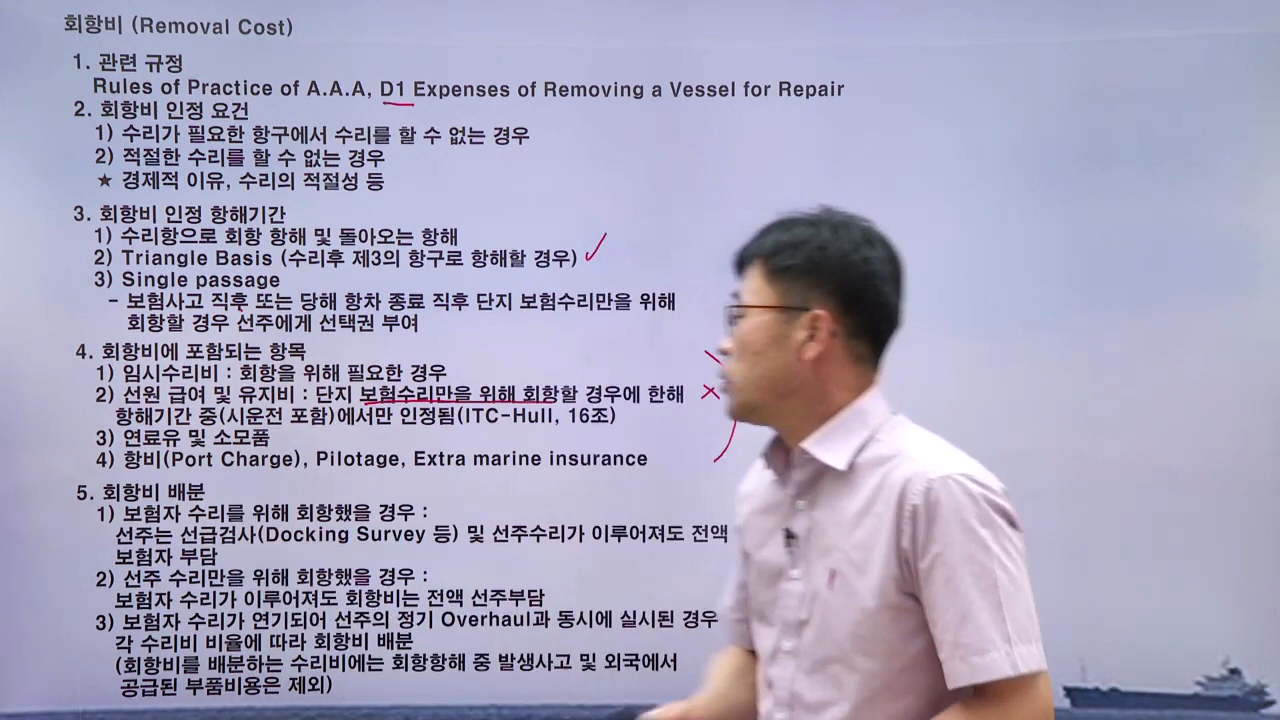 회항비 (Removal Cost)
1. 관련 규정
Rules of Practice of A.A.A, D1 Expenses of Removing a Vessel for Repair
2. 회항비 인정 요건
1) 수리가 필요한 항구에서 수리를 할 수 없는 경우
2) 적절한 수리를 할 수 없는 경우
★ 경제적 이유, 수리의 적절성 등
3. 회항비 인정 항해기간
1) 수리항으로 회항 항해 및 돌아오는 항해
2) Triangle Basis (수리후 제3의 항구로 항해할 경우)
3) Single passage
- 보험사고 직후 또는 당해 항차 종료 직후 단지 보험수리만을 위해
회항할 경우 선주에게 선택권 부여
4. 회항비에 포함되는 항목
1) 임시수리비 : 회항을 위해 필요한 경우
2) 선원 급여 및 유지비 : 단지 보험수리만을 위해 회항할 경우에 한해
항해기간 중(시운전 포함)에서만 인정됨(ITC-Hull, 16조)
3) 연료유 및 소모품
4) 항비(Port Charge), Pilotage, Extra marine insurance
5. 회항비 배분
1) 보험자 수리를 위해 회항했을 경우 :
선주는 선급검사(Docking Survey 등) 및 선주수리가 이루어져도 전액
보험자 부담
2) 선주 수리만을 위해 회항했을 경우 :
보험자 수리가 이루어져도 회항비는 전액 선주부담
3) 보험자 수리가 연기되어 선주의 정기 Overhaul과 동시에 실시된 경우
각 수리비 비율에 따라 회항비 배분
(회항비를 배분하는 수리비에는 회항항해 중 발생사고 및 외국에서
공급된 부품비용은 제외)